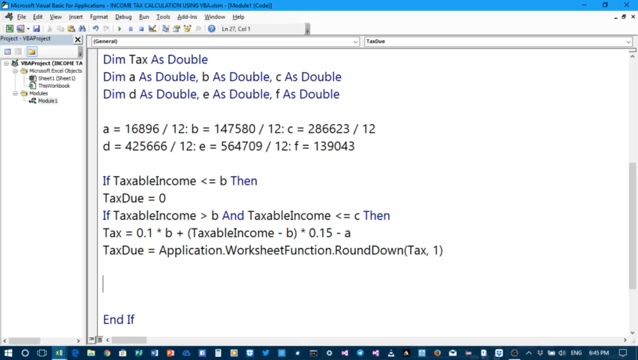 Microsoft Visual Basic for Applications - INCOME TAX CALCULATION USING VBA.xlsm - [Module1 (Code)]
File Edit View Insert Format Debug Run Tools Add-Ins Window Help
Ln 27, Col 1
Project - VBAProject
(General)
TaxDue
VBAProject (INCOME TA
Microsoft Excel Objects
Sheet1 (Sheet1)
ThisWorkbook
Modules
Module1
Dim Tax As Double
Dim a As Double, b As Double, c As Double
Dim d As Double, e As Double, f As Double
a = 16896 / 12: b = 147580 / 12: c = 286623 / 12
d = 425666 / 12: e = 564709 / 12: f = 139043
If TaxableIncome <= b Then
TaxDue = 0
If TaxableIncome > b And TaxableIncome <= c Then
Tax = 0.1 * b + (TaxableIncome - b) * 0.15 - a
TaxDue = Application.WorksheetFunction.RoundDown(Tax, 1)
End If
ENG
6:45 PM